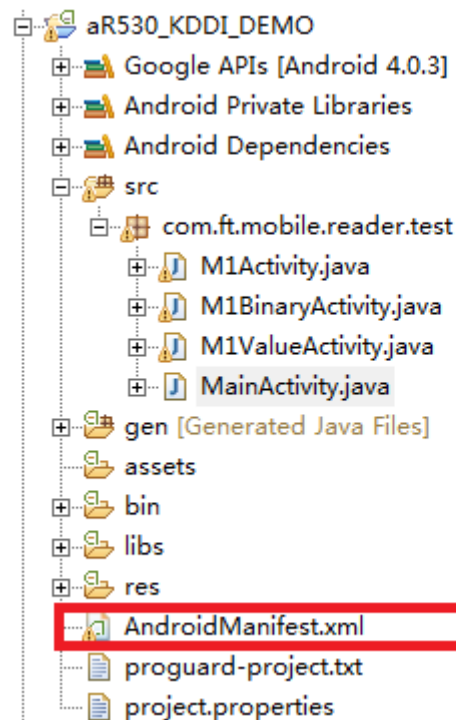 aR530_KDDI_DEMO
Google APIs [Android 4.0.3]
Android Private Libraries
Android Dependencies
src
com.ft.mobile.reader.test
M1Activity.java
M1BinaryActivity.java
M1ValueActivity.java
MainActivity.java
gen [Generated Java Files]
assets
bin
libs
res
AndroidManifest.xml
proguard-project.txt
project.properties